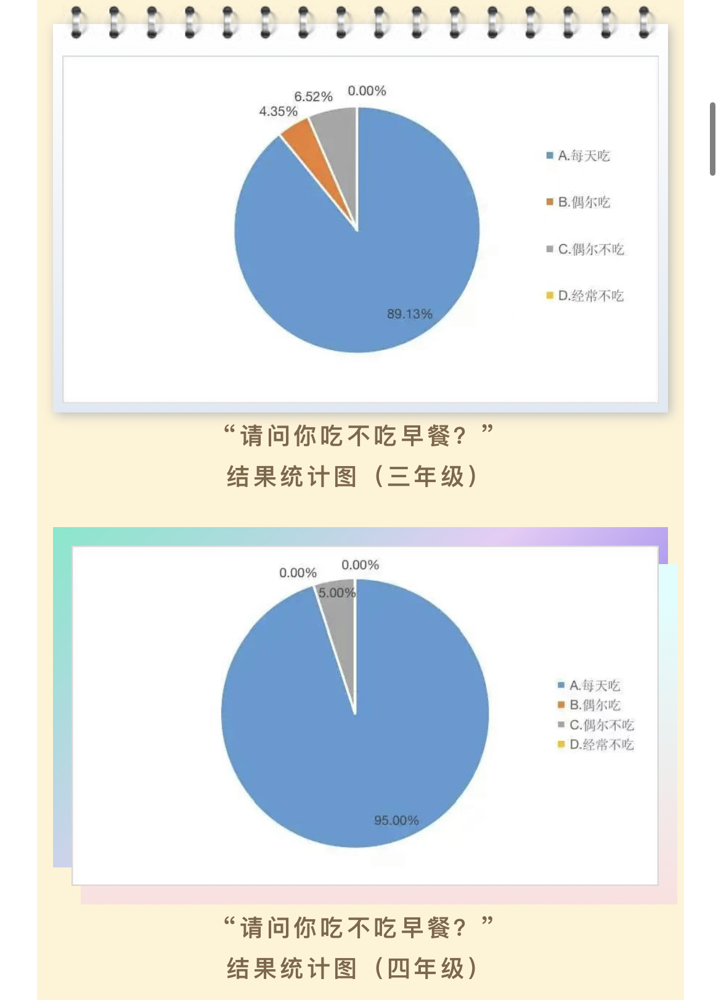 6.52%
0.00%
4.35%
A.每天吃
B.偶尔吃
C.偶尔不吃
D.经常不吃
89.13%
“请问你吃不吃早餐？”
结果统计图（三年级）
0.00%
0.00%
5.00%
A.每天吃
B.偶尔吃
C.偶尔不吃
D.经常不吃
95.00%
“请问你吃不吃早餐？”
结果统计图（四年级）